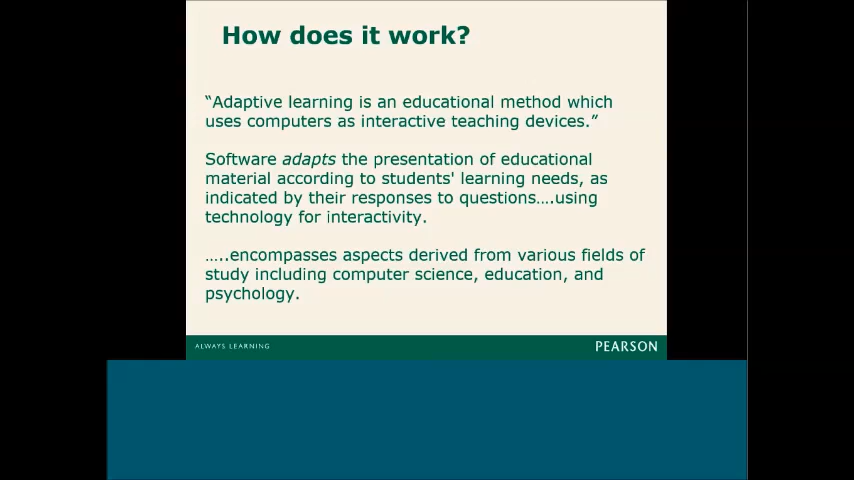 How does it work?
“Adaptive learning is an educational method which
uses computers as interactive teaching devices.”
Software adapts the presentation of educational
material according to students' learning needs, as
indicated by their responses to questions….using
technology for interactivity.
…..encompasses aspects derived from various fields of
study including computer science, education, and
psychology.
ALWAYS LEARNING
PEARSON